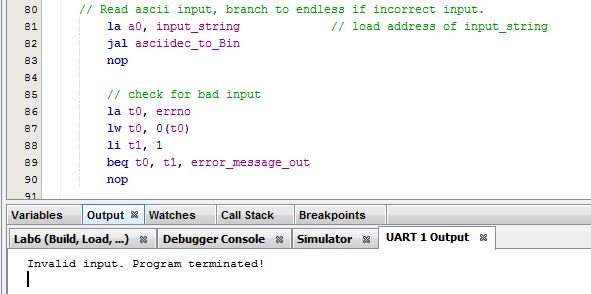 80 // Read ascii input, branch to endless if incorrect input.
81 la a0, input_string // load address of input_string
82 jal asciidec_to_Bin
83 nop
84
85 // check for bad input
86 la t0, errno
87 lw t0, 0(t0)
88 li t1, 1
89 beq t0, t1, error_message_out
90 nop
91
Variables Output Watches Call Stack Breakpoints
Lab6 (Build, Load, ...) Debugger Console Simulator UART 1 Output
Invalid input. Program terminated!